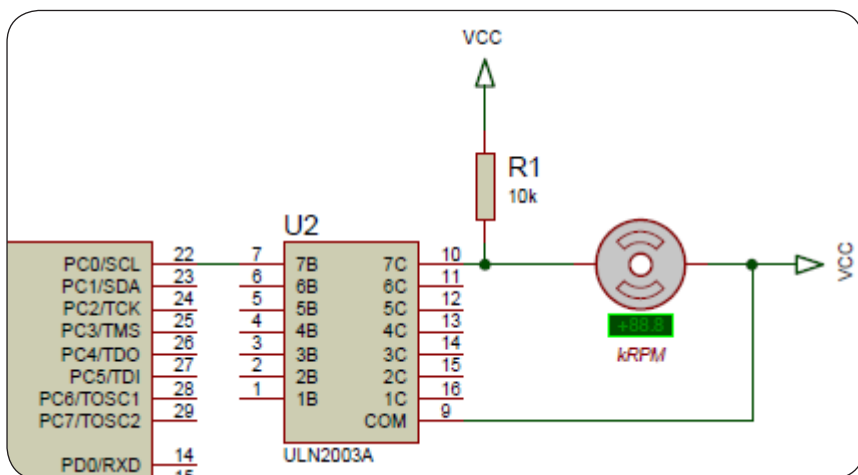 VCC
R1
10k
U2
PC0/SCL 22 7 7B 7C 10
PC1/SDA 23 6 6B 6C 11
PC2/TCK 24 5 5B 5C 12
PC3/TMS 25 4 4B 4C 13
PC4/TDO 26 3 3B 3C 14
PC5/TDI 27 2 2B 2C 15
PC6/TOSC1 28 1 1B 1C 16
PC7/TOSC2 29 COM 9
ULN2003A
PD0/RXD 14
+88.8
kRPM
VCC